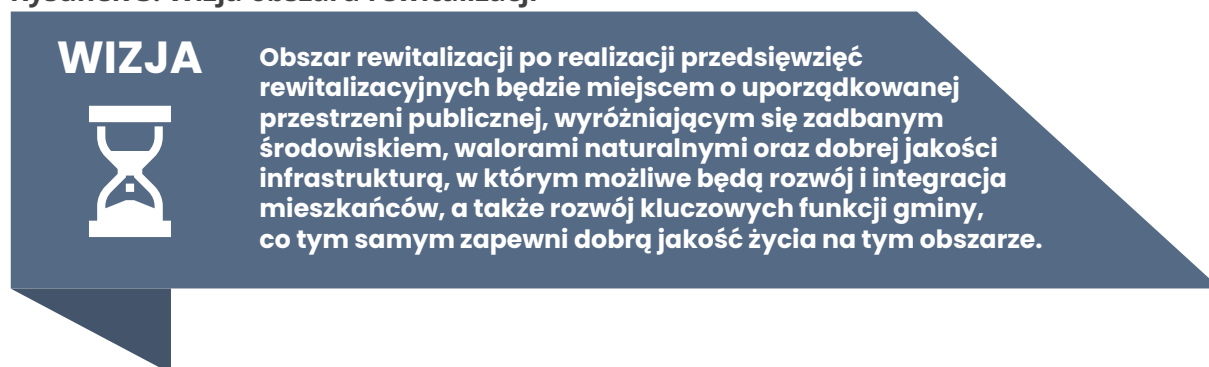 WIZJA
Obszar rewitalizacji po realizacji przedsięwzięć
rewitalizacyjnych będzie miejscem o uporządkowanej
przestrzeni publicznej, wyróżniającym się zadbanym
środowiskiem, walorami naturalnymi oraz dobrej jakości
infrastrukturą, w którym możliwe będą rozwój i integracja
mieszkańców, a także rozwój kluczowych funkcji gminy,
co tym samym zapewni dobrą jakość życia na tym obszarze.